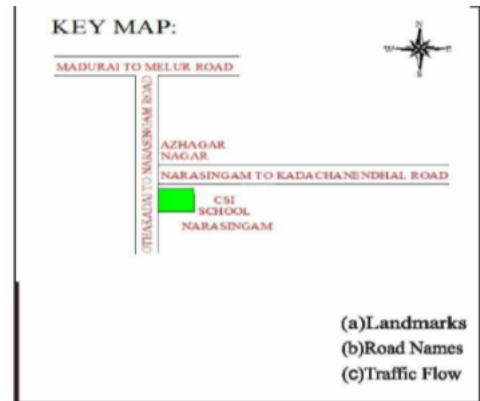 KEY MAP:
N
W
E
S
MADURAI TO MELUR ROAD
OTHAKADAI TO NARASINGAM ROAD
AZHAGAR
NAGAR
NARASINGAM TO KADACHANENDHAL ROAD
CSI
SCHOOL
NARASINGAM
(a)Landmarks
(b)Road Names
(c)Traffic Flow